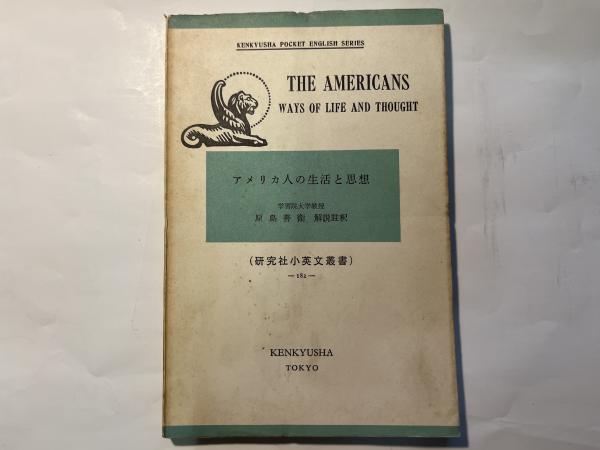 KENKYUSHA POCKET ENGLISH SERIES
THE AMERICANS
WAYS OF LIFE AND THOUGHT
アメリカ人の生活と思想
学習院大学教授
原島善衞 解説註釈
(研究社小英文叢書)
—182—
KENKYUSHA
TOKYO